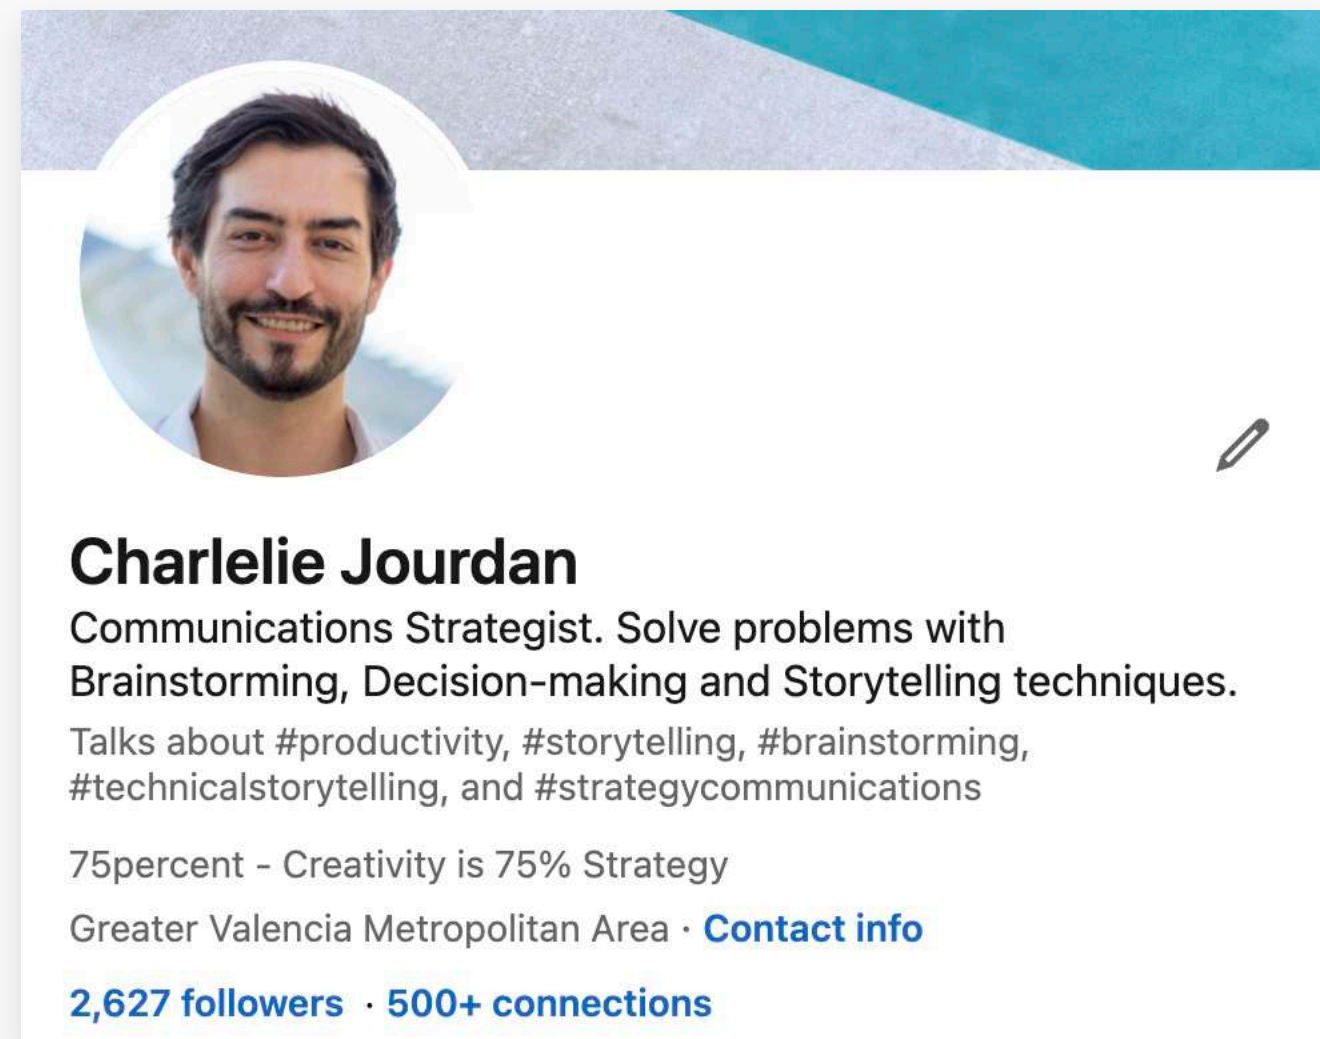 Charlelie Jourdan
Communications Strategist. Solve problems with
Brainstorming, Decision-making and Storytelling techniques.
Talks about #productivity, #storytelling, #brainstorming,
#technicalstorytelling, and #strategycommunications
75percent - Creativity is 75% Strategy
Greater Valencia Metropolitan Area · Contact info
2,627 followers · 500+ connections